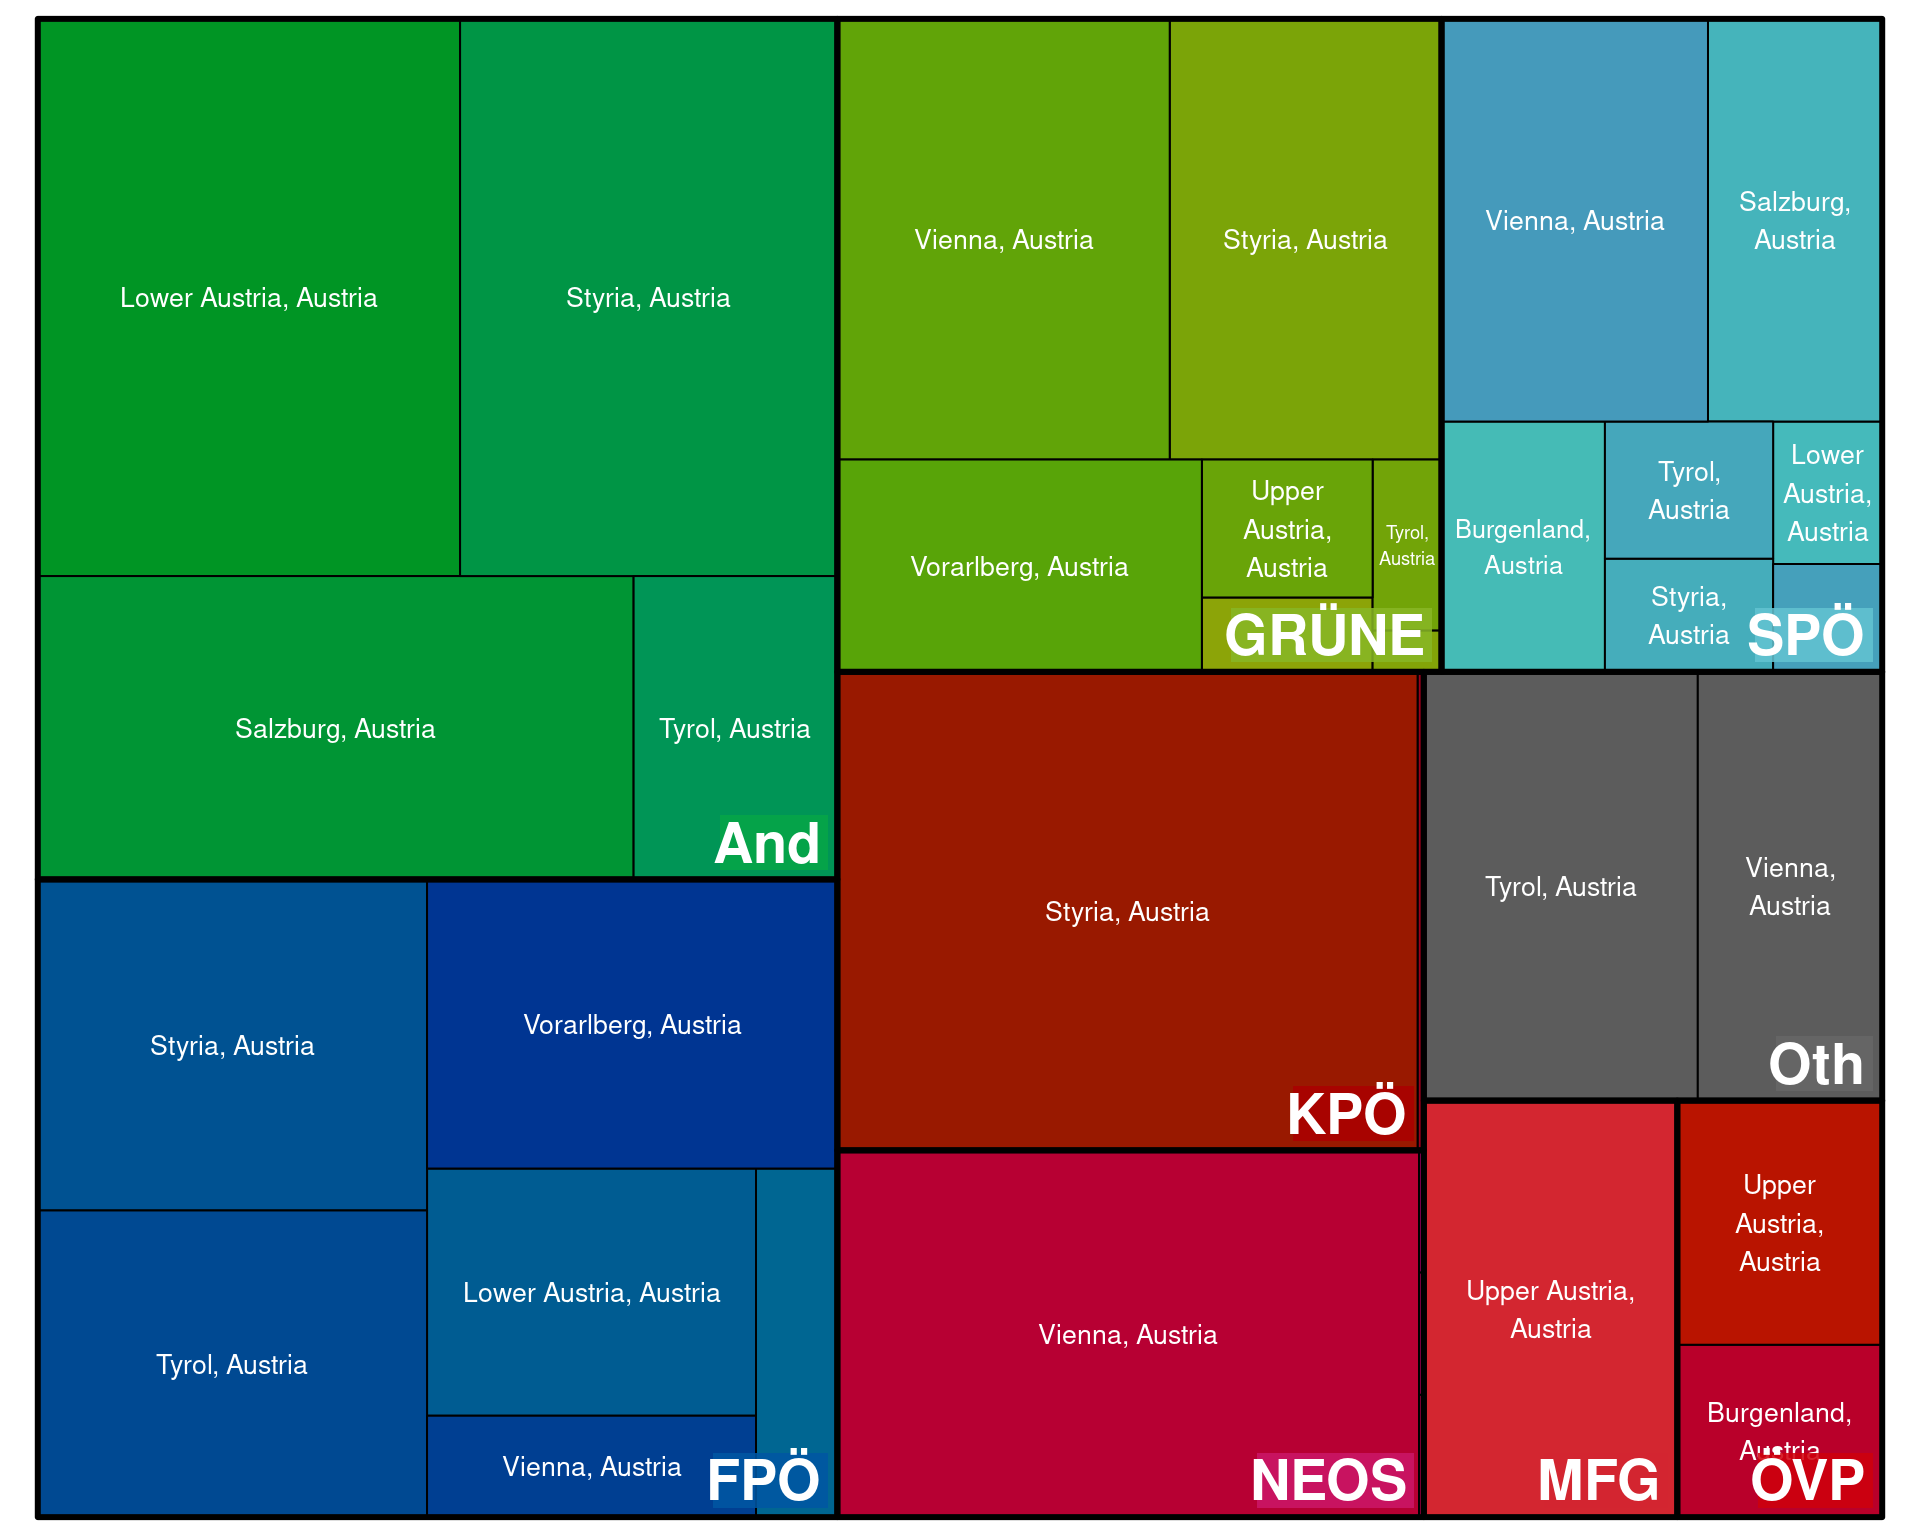 Lower Austria, Austria
Styria, Austria
Salzburg, Austria
Tyrol, Austria
And
Styria, Austria
Vorarlberg, Austria
Tyrol, Austria
Lower Austria, Austria
Vienna, Austria
FPÖ
Vienna, Austria
Styria, Austria
Vorarlberg, Austria
Upper
Austria,
Austria
Tyrol,
Austria
GRÜNE
Vienna, Austria
Salzburg,
Austria
Burgenland,
Austria
Tyrol,
Austria
Lower
Austria,
Austria
Styria,
Austria
SPÖ
Styria, Austria
KPÖ
Vienna, Austria
NEOS
Tyrol, Austria
Vienna,
Austria
Oth
Upper Austria,
Austria
MFG
Upper
Austria,
Austria
Burgenland,
Austria
ÖVP